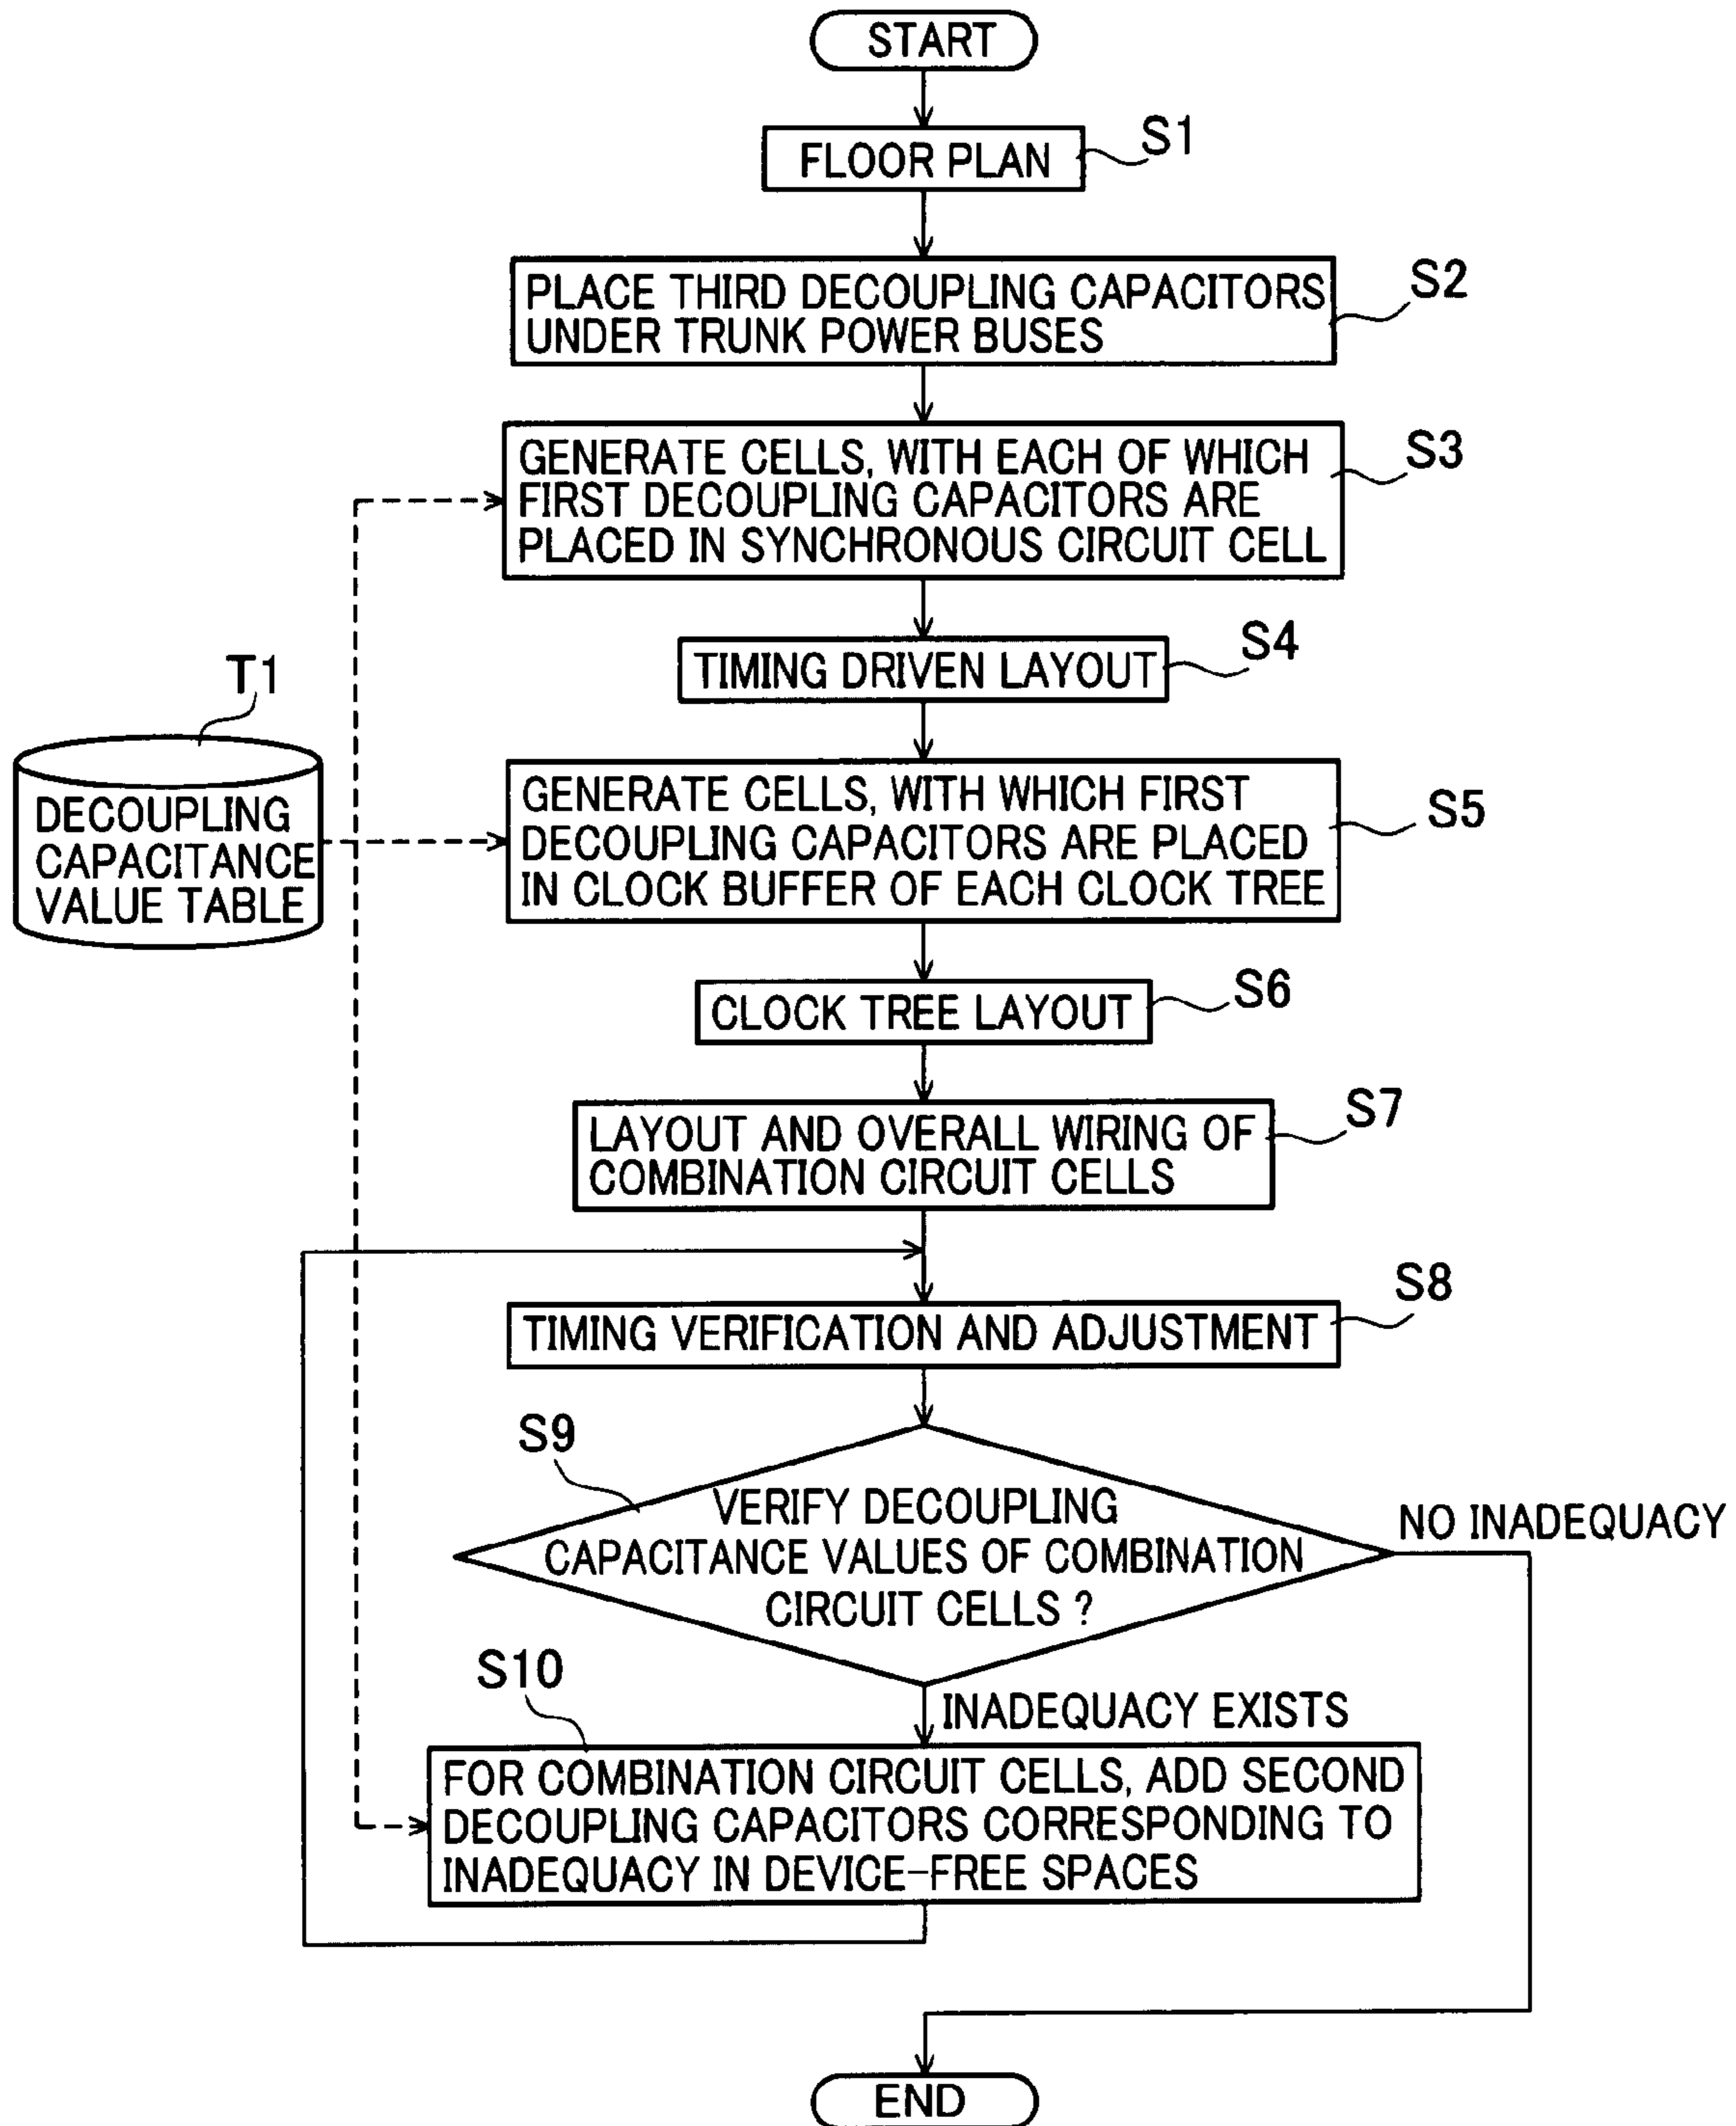 START
FLOOR PLAN
S1
PLACE THIRD DECOUPLING CAPACITORS
UNDER TRUNK POWER BUSES
S2
GENERATE CELLS, WITH EACH OF WHICH
FIRST DECOUPLING CAPACITORS ARE
PLACED IN SYNCHRONOUS CIRCUIT CELL
S3
TIMING DRIVEN LAYOUT
S4
T1
DECOUPLING
CAPACITANCE
VALUE TABLE
GENERATE CELLS, WITH WHICH FIRST
DECOUPLING CAPACITORS ARE PLACED
IN CLOCK BUFFER OF EACH CLOCK TREE
S5
CLOCK TREE LAYOUT
S6
LAYOUT AND OVERALL WIRING OF
COMBINATION CIRCUIT CELLS
S7
TIMING VERIFICATION AND ADJUSTMENT
S8
S9
VERIFY DECOUPLING
CAPACITANCE VALUES OF COMBINATION
CIRCUIT CELLS ?
NO INADEQUACY
INADEQUACY EXISTS
S10
FOR COMBINATION CIRCUIT CELLS, ADD SECOND
DECOUPLING CAPACITORS CORRESPONDING TO
INADEQUACY IN DEVICE-FREE SPACES
END